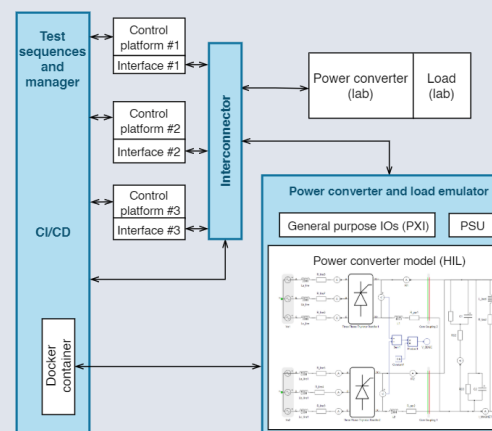 Test
sequences
and
manager
CI/CD
Docker
container
Control
platform #1
Interface #1
Control
platform #2
Interface #2
Control
platform #3
Interface #3
Interconnector
Power converter
(lab)
Load
(lab)
Power converter and load emulator
General purpose IOs (PXI)
PSU
Power converter model (HIL)